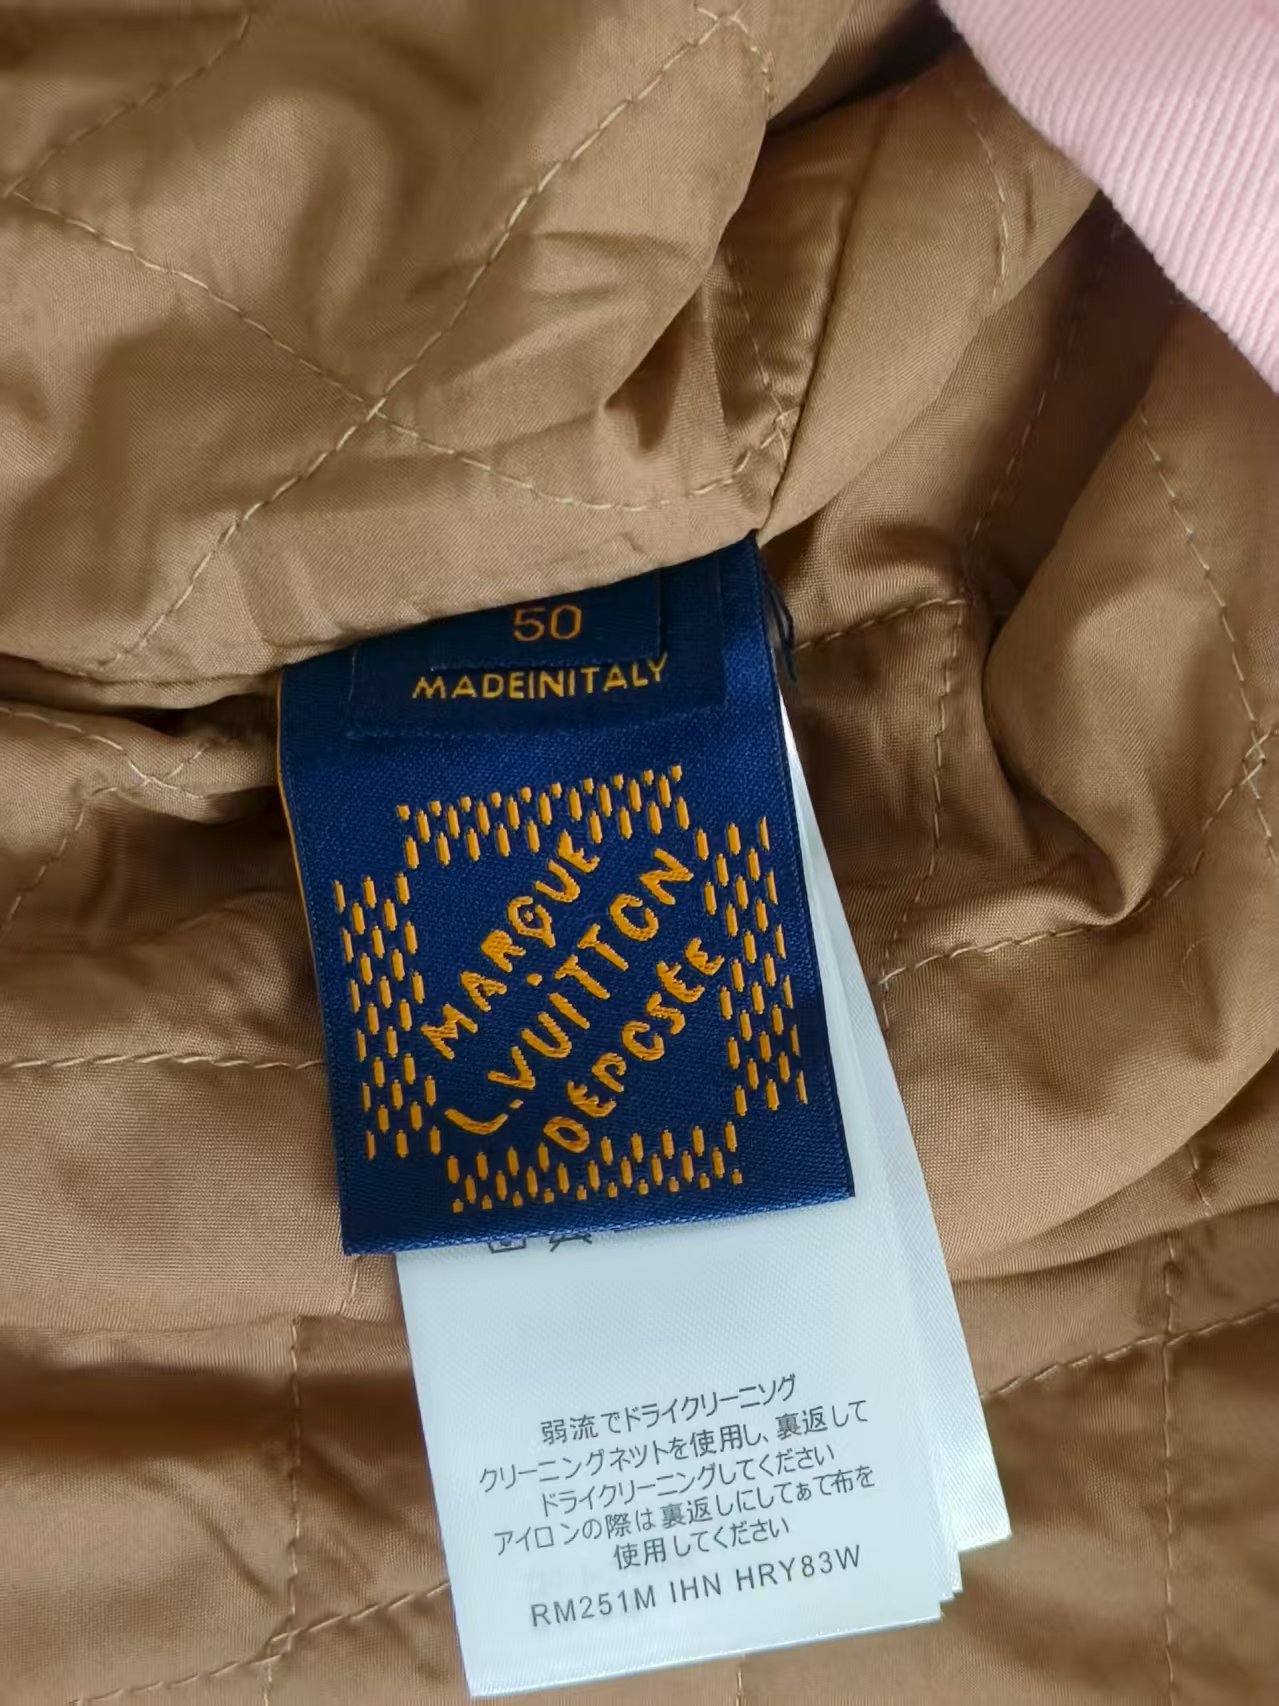 50
MADEINITALY
MARQUE
L.VUITTON
DEPOSÉE
弱流でドライクリーニソグ
クリーニングネツトを使用し、裏返して
ドライクリーニングしてください
アイロンの際は裏返しにしてぁて布を
使用してください
RM251M IHN HRY83W